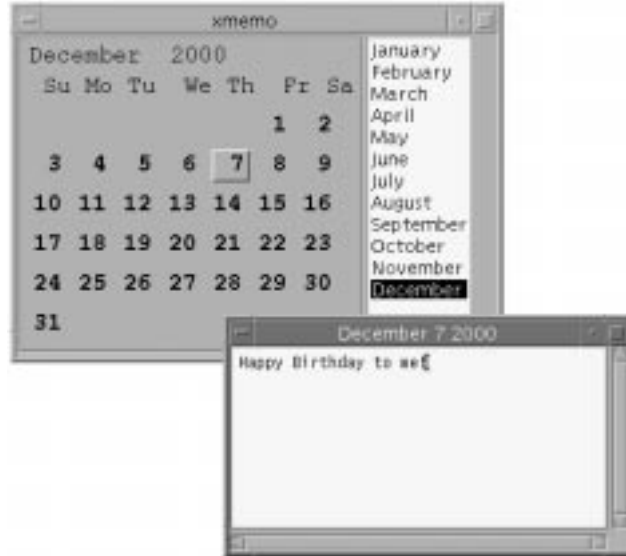 xmemo
December 2000
Su Mo Tu We Th Fr Sa
1 2
3 4 5 6 7 8 9
10 11 12 13 14 15 16
17 18 19 20 21 22 23
24 25 26 27 28 29 30
31
January
February
March
April
May
June
July
August
September
October
November
December
December 7 2000
Happy Birthday to me!